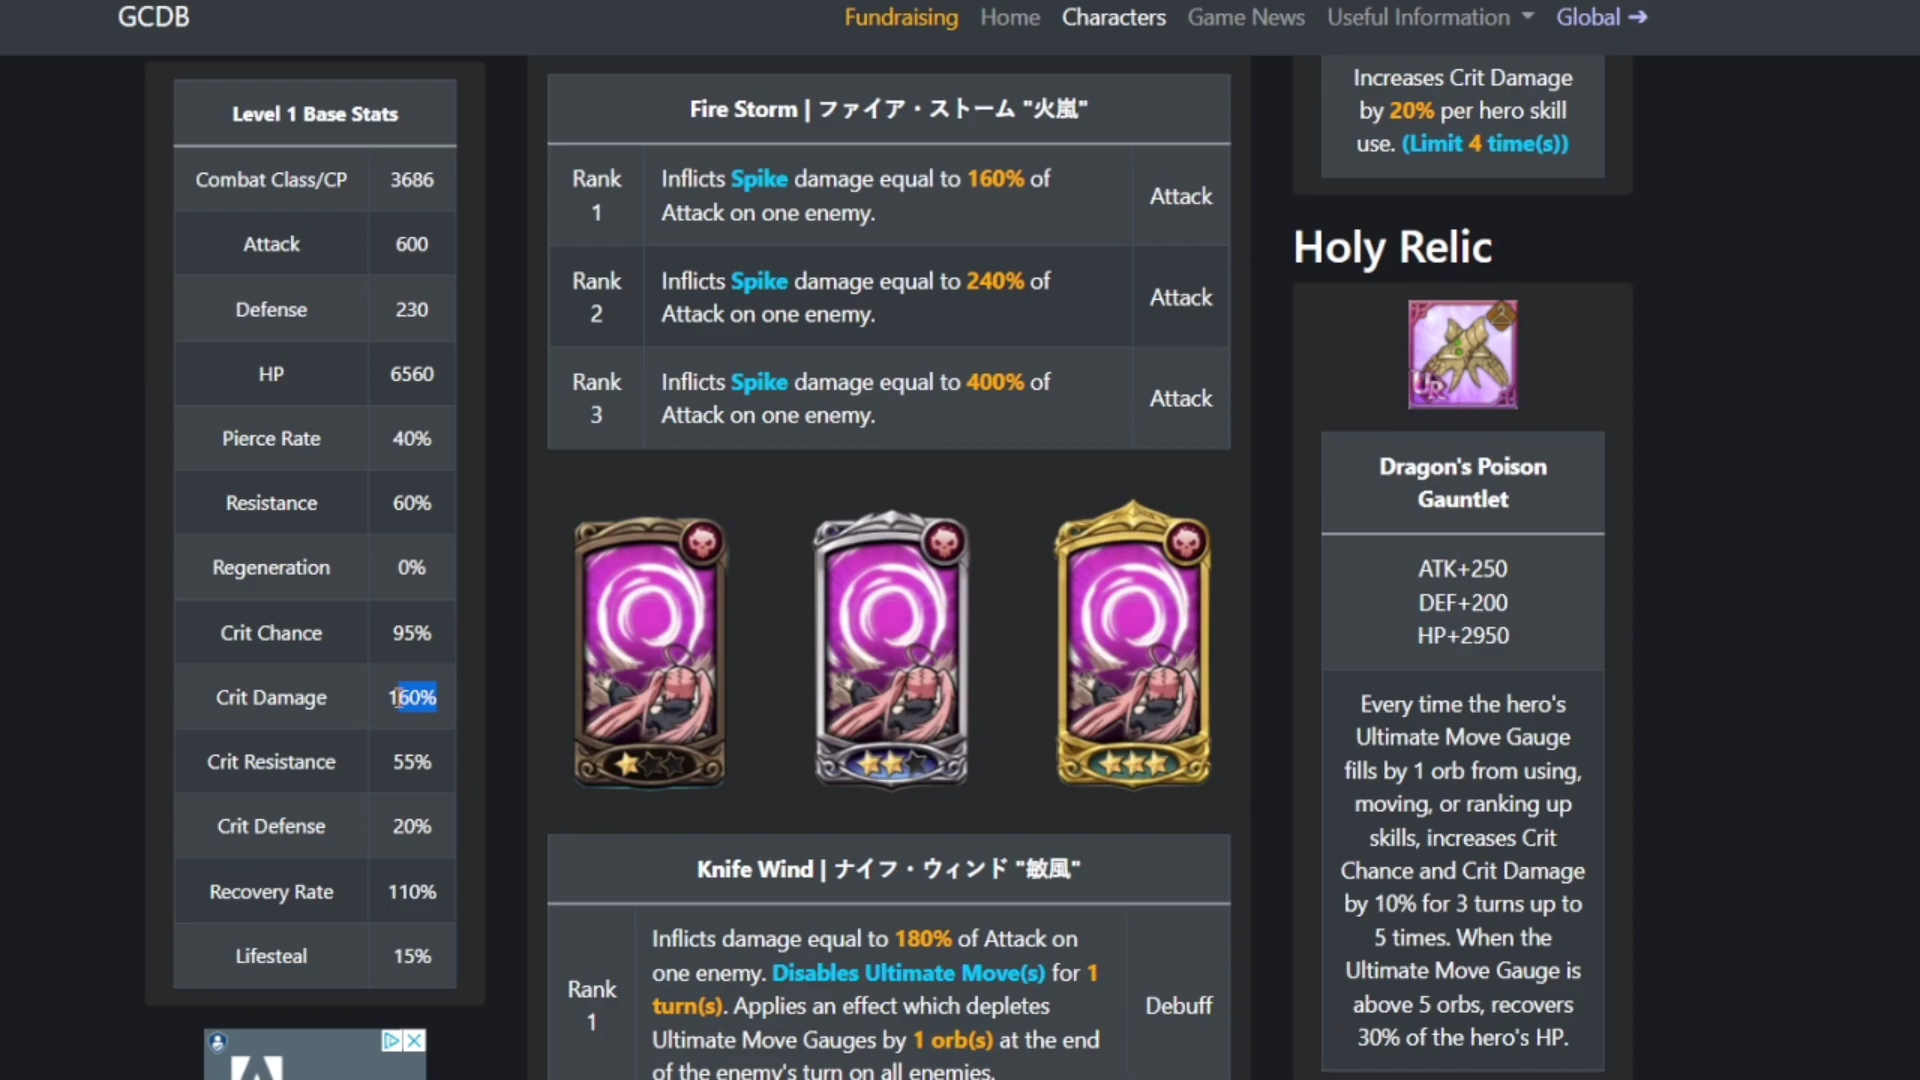 GCDB
Fundraising
Home
Characters
Game News
Useful Information
Global ➔
Level 1 Base Stats
Combat Class/CP 3686
Attack 600
Defense 230
HP 6560
Pierce Rate 40%
Resistance 60%
Regeneration 0%
Crit Chance 95%
Crit Damage 160%
Crit Resistance 55%
Crit Defense 20%
Recovery Rate 110%
Lifesteal 15%
Fire Storm | ファイア・ストーム "火嵐"
Rank
1
Inflicts Spike damage equal to 160% of
Attack on one enemy.
Attack
Rank
2
Inflicts Spike damage equal to 240% of
Attack on one enemy.
Attack
Rank
3
Inflicts Spike damage equal to 400% of
Attack on one enemy.
Attack
Knife Wind | ナイフ・ウィンド "敏風"
Rank
1
Inflicts damage equal to 180% of Attack on
one enemy. Disables Ultimate Move(s) for 1
turn(s). Applies an effect which depletes
Ultimate Move Gauges by 1 orb(s) at the end
of the enemy's turn on all enemies.
Debuff
Increases Crit Damage
by 20% per hero skill
use. (Limit 4 time(s))
Holy Relic
UR
Dragon's Poison
Gauntlet
ATK+250
DEF+200
HP+2950
Every time the hero's
Ultimate Move Gauge
fills by 1 orb from using,
moving, or ranking up
skills, increases Crit
Chance and Crit Damage
by 10% for 3 turns up to
5 times. When the
Ultimate Move Gauge is
above 5 orbs, recovers
30% of the hero's HP.